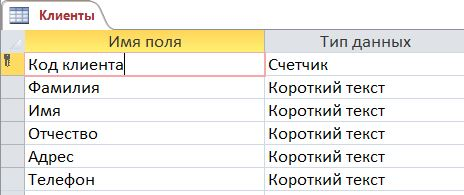 Клиенты
Имя поля Тип данных
Код клиента Счетчик
Фамилия Короткий текст
Имя Короткий текст
Отчество Короткий текст
Адрес Короткий текст
Телефон Короткий текст